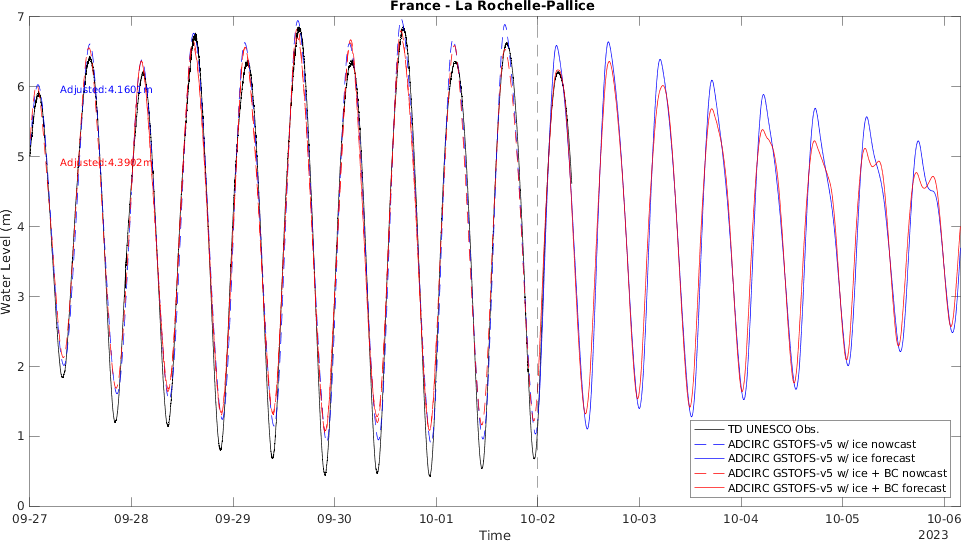 France - La Rochelle-Pallice
7
6
5
4
3
2
1
0
Water Level (m)
Adjusted:4.1601m
Adjusted:4.3902m
TD UNESCO Obs.
ADCIRC GSTOFS-v5 w/ ice nowcast
ADCIRC GSTOFS-v5 w/ ice forecast
ADCIRC GSTOFS-v5 w/ ice + BC nowcast
ADCIRC GSTOFS-v5 w/ ice + BC forecast
09-27 09-28 09-29 09-30 10-01 10-02 10-03 10-04 10-05 10-06
Time
2023